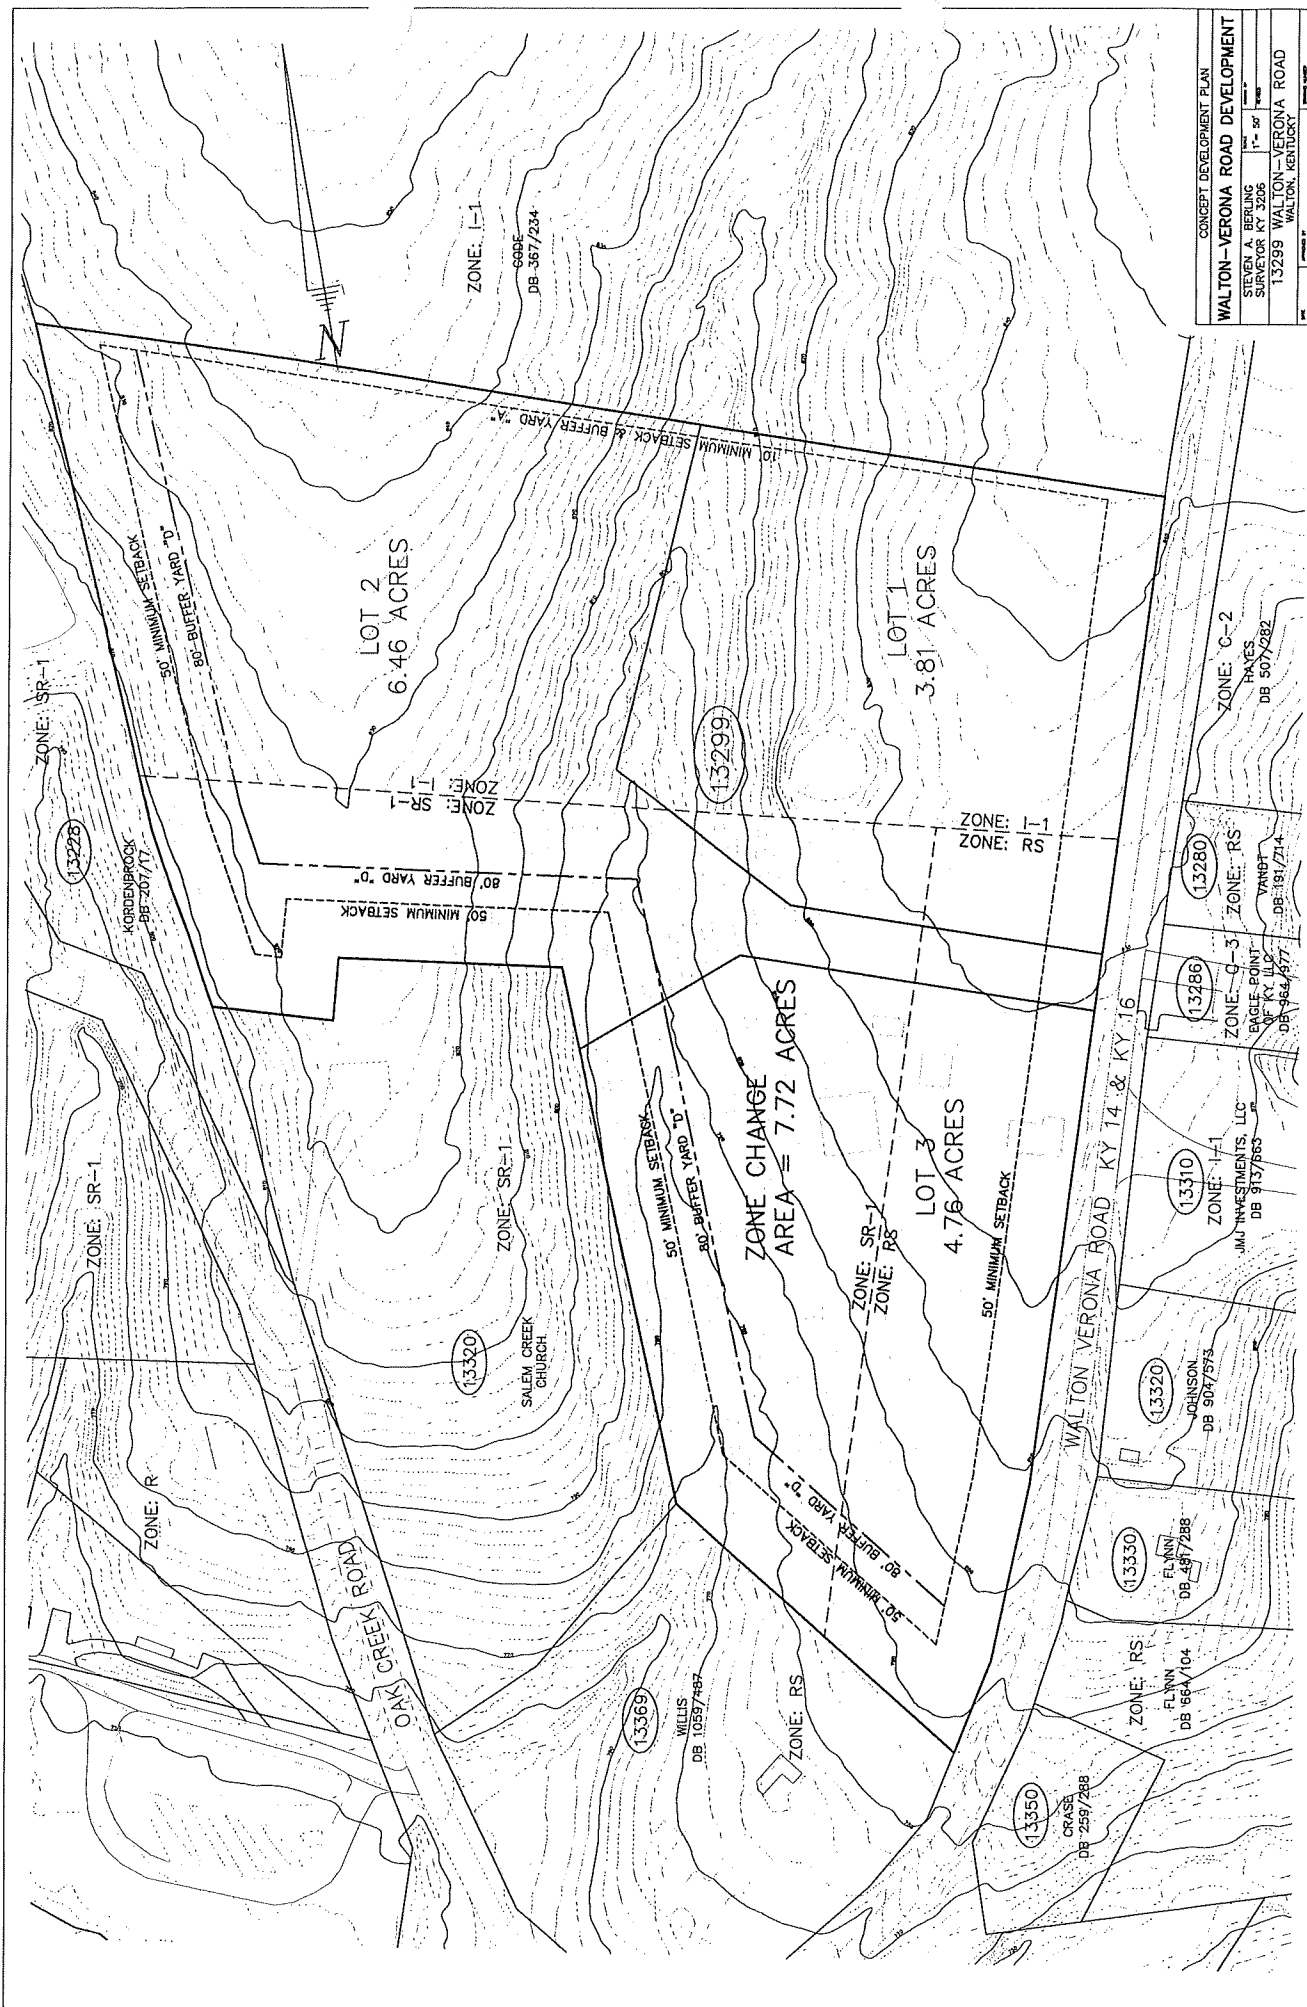 CONCEPT DEVELOPMENT PLAN
WALTON-VERONA ROAD DEVELOPMENT
STEVEN A. BERLING
SURVEYOR KY 3206
1"= 50'
13299 WALTON-VERONA ROAD
WALTON, KENTUCKY
N
ZONE: I-1
GODE
DB 367/234
10' MINIMUM SETBACK & BUFFER YARD "A"
ZONE: SR-1
50' MINIMUM SETBACK
80' BUFFER YARD "D"
LOT 2
6.46 ACRES
LOT 1
3.81 ACRES
13299
ZONE: C-2
HAYES
DB 507/282
13228
KORDENBROCK
DB 207/17
ZONE: I-1
ZONE: SR-1
ZONE: I-1
ZONE: RS
80' BUFFER YARD "D"
50' MINIMUM SETBACK
13280
ZONE: RS
VANDT
DB 191/714
13286
ZONE: C-3
EAGLE POINT
OF KY, LLC
DB 964/977
ZONE: SR-1
ZONE: SR-1
13320
SALEM CREEK
CHURCH
50' MINIMUM SETBACK
80' BUFFER YARD "D"
ZONE CHANGE
AREA = 7.72 ACRES
ZONE: SR-1
ZONE: RS
LOT 3
4.76 ACRES
50' MINIMUM SETBACK
WALTON VERONA ROAD KY 14 & KY 16
13310
ZONE: I-1
JMJ INVESTMENTS, LLC
DB 913/663
13320
JOHNSON
DB 904/573
ZONE: R
OAK CREEK ROAD
80' BUFFER YARD "D"
50' MINIMUM SETBACK
13330
FLYNN
DB 481/288
ZONE: RS
FLYNN
DB 664/104
13369
WILLIS
DB 1059/487
ZONE: RS
13350
CRASE
DB 259/288